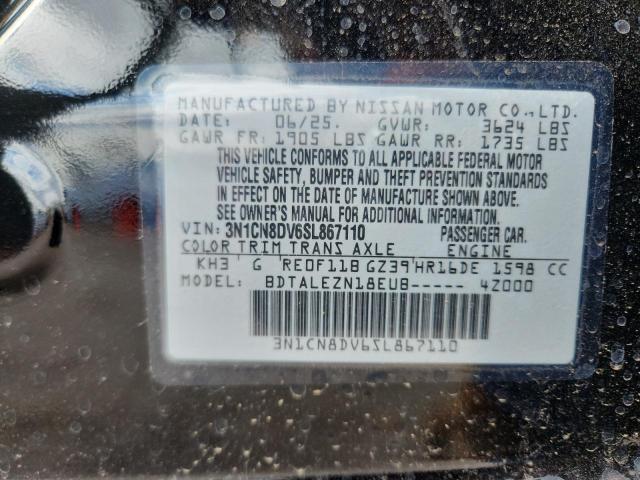 MANUFACTURED BY NISSAN MOTOR CO., LTD.
DATE: 06/25. GVWR: 3624 LBS
GAWR FR: 1905 LBS GAWR RR: 1735 LBS
THIS VEHICLE CONFORMS TO ALL APPLICABLE FEDERAL MOTOR
VEHICLE SAFETY, BUMPER AND THEFT PREVENTION STANDARDS
IN EFFECT ON THE DATE OF MANUFACTURE SHOWN ABOVE.
SEE OWNER'S MANUAL FOR ADDITIONAL INFORMATION.
VIN: 3N1CN8DV6SL867110 PASSENGER CAR.
COLOR TRIM TRANS AXLE ENGINE
KH3 G RE0F11B GZ39 HR16DE 1598 CC
MODEL: BDTALEZN18EUB----- 4Z000
3N1CN8DV6SL867110